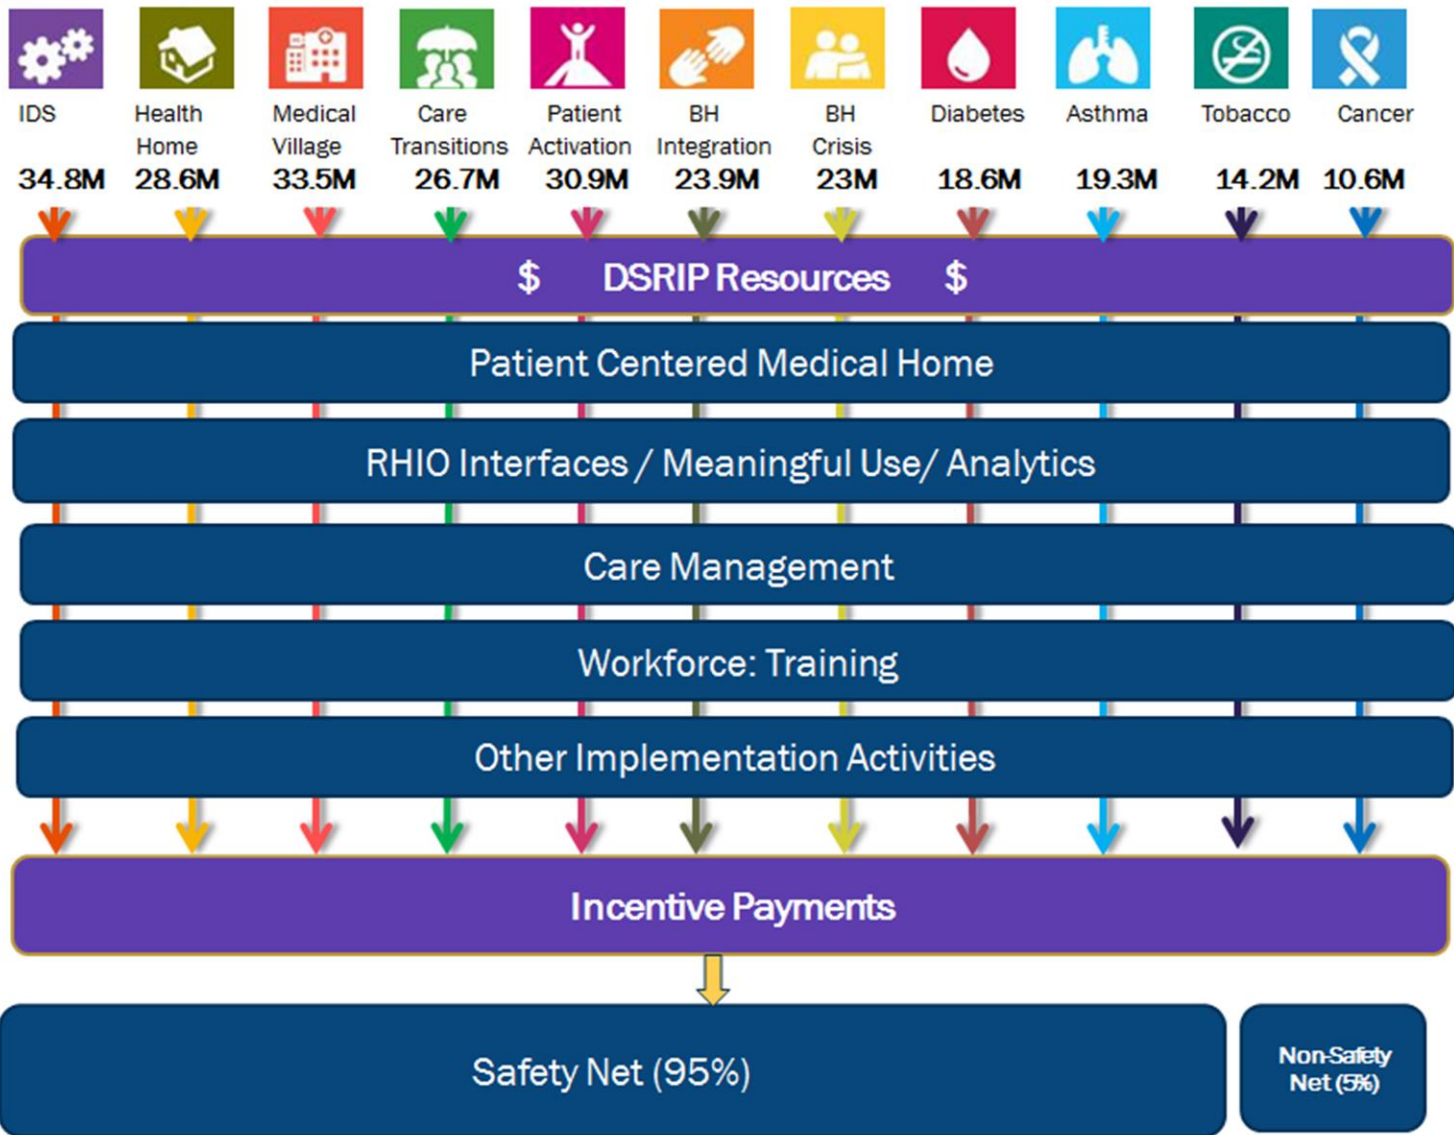 IDS
Health
Home
Medical
Village
Care
Transitions
Patient
Activation
BH
Integration
BH
Crisis
Diabetes
Asthma
Tobacco
Cancer
34.8M 28.6M 33.5M 26.7M 30.9M 23.9M 23M 18.6M 19.3M 14.2M 10.6M
$ DSRIP Resources $
Patient Centered Medical Home
RHIO Interfaces / Meaningful Use/ Analytics
Care Management
Workforce: Training
Other Implementation Activities
Incentive Payments
Safety Net (95%)
Non-Safety
Net (5%)